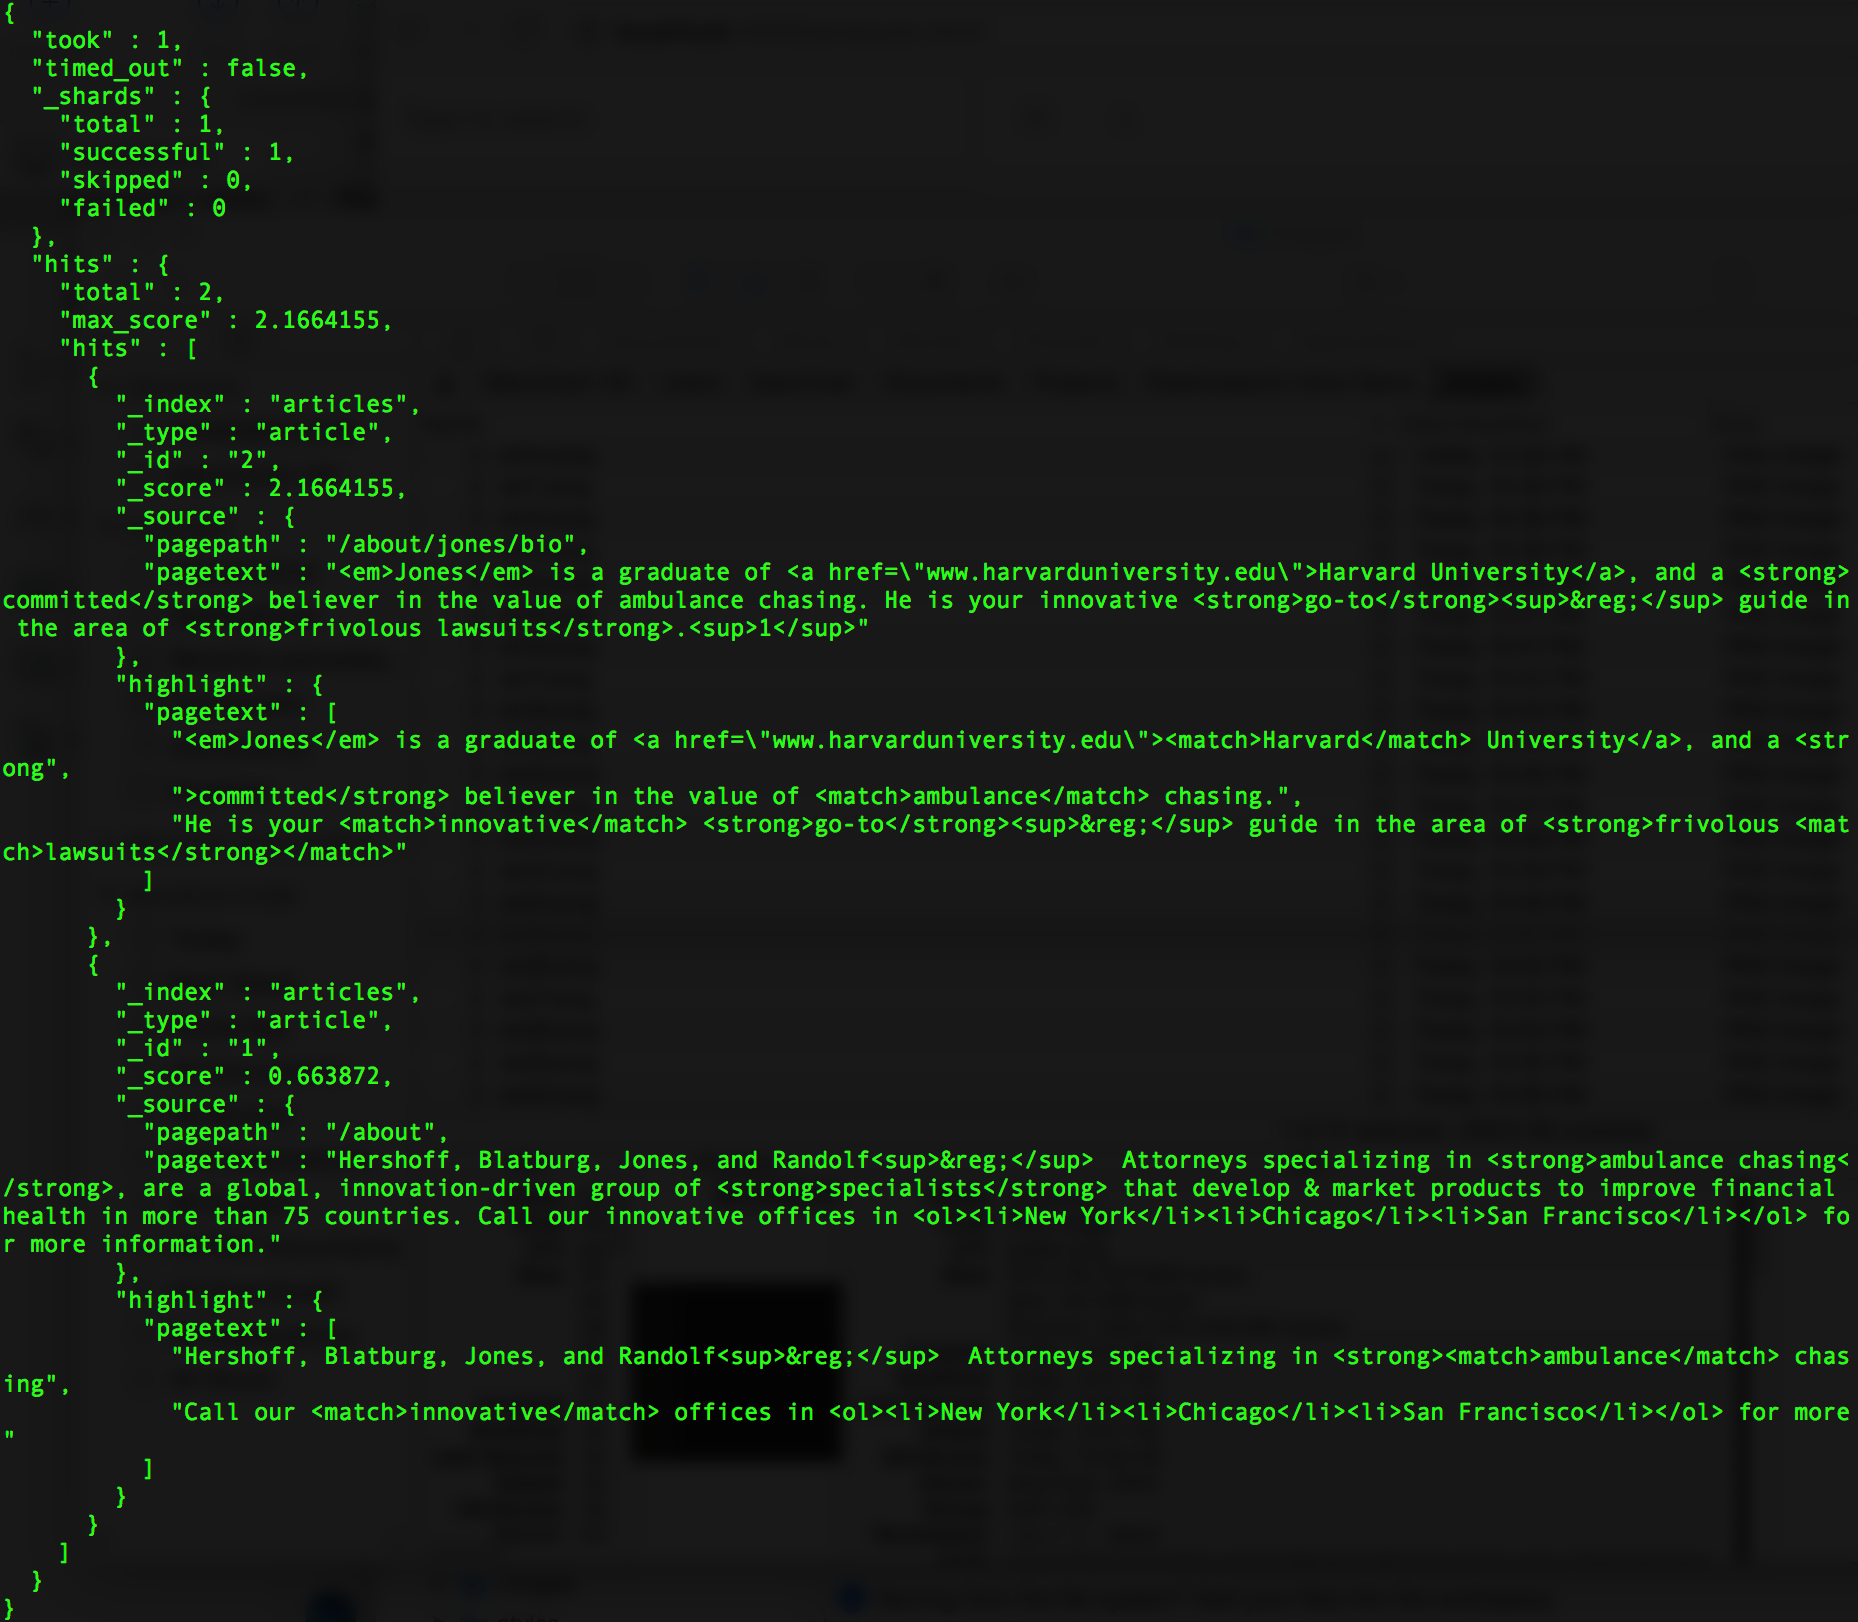 {
  "took" : 1,
  "timed_out" : false,
  "_shards" : {
    "total" : 1,
    "successful" : 1,
    "skipped" : 0,
    "failed" : 0
  },
  "hits" : {
    "total" : 2,
    "max_score" : 2.1664155,
    "hits" : [
      {
        "_index" : "articles",
        "_type" : "article",
        "_id" : "2",
        "_score" : 2.1664155,
        "_source" : {
          "pagepath" : "/about/jones/bio",
          "pagetext" : "<em>Jones</em> is a graduate of <a href=\"www.harvarduniversity.edu\">Harvard University</a>, and a <strong>
committed</strong> believer in the value of ambulance chasing. He is your innovative <strong>go-to</strong><sup>&reg;</sup> guide in
 the area of <strong>frivolous lawsuits</strong>.<sup>1</sup>"
        },
        "highlight" : {
          "pagetext" : [
            "<em>Jones</em> is a graduate of <a href=\"www.harvarduniversity.edu\"><match>Harvard</match> University</a>, and a <str
ong",
            ">committed</strong> believer in the value of <match>ambulance</match> chasing.",
            "He is your <match>innovative</match> <strong>go-to</strong><sup>&reg;</sup> guide in the area of <strong>frivolous <mat
ch>lawsuits</strong></match>"
          ]
        }
      },
      {
        "_index" : "articles",
        "_type" : "article",
        "_id" : "1",
        "_score" : 0.663872,
        "_source" : {
          "pagepath" : "/about",
          "pagetext" : "Hershoff, Blatburg, Jones, and Randolf<sup>&reg;</sup>  Attorneys specializing in <strong>ambulance chasing<
/strong>, are a global, innovation-driven group of <strong>specialists</strong> that develop & market products to improve financial
health in more than 75 countries. Call our innovative offices in <ol><li>New York</li><li>Chicago</li><li>San Francisco</li></ol> fo
r more information."
        },
        "highlight" : {
          "pagetext" : [
            "Hershoff, Blatburg, Jones, and Randolf<sup>&reg;</sup>  Attorneys specializing in <strong><match>ambulance</match> chas
ing",
            "Call our <match>innovative</match> offices in <ol><li>New York</li><li>Chicago</li><li>San Francisco</li></ol> for more
"
          ]
        }
      }
    ]
  }
}